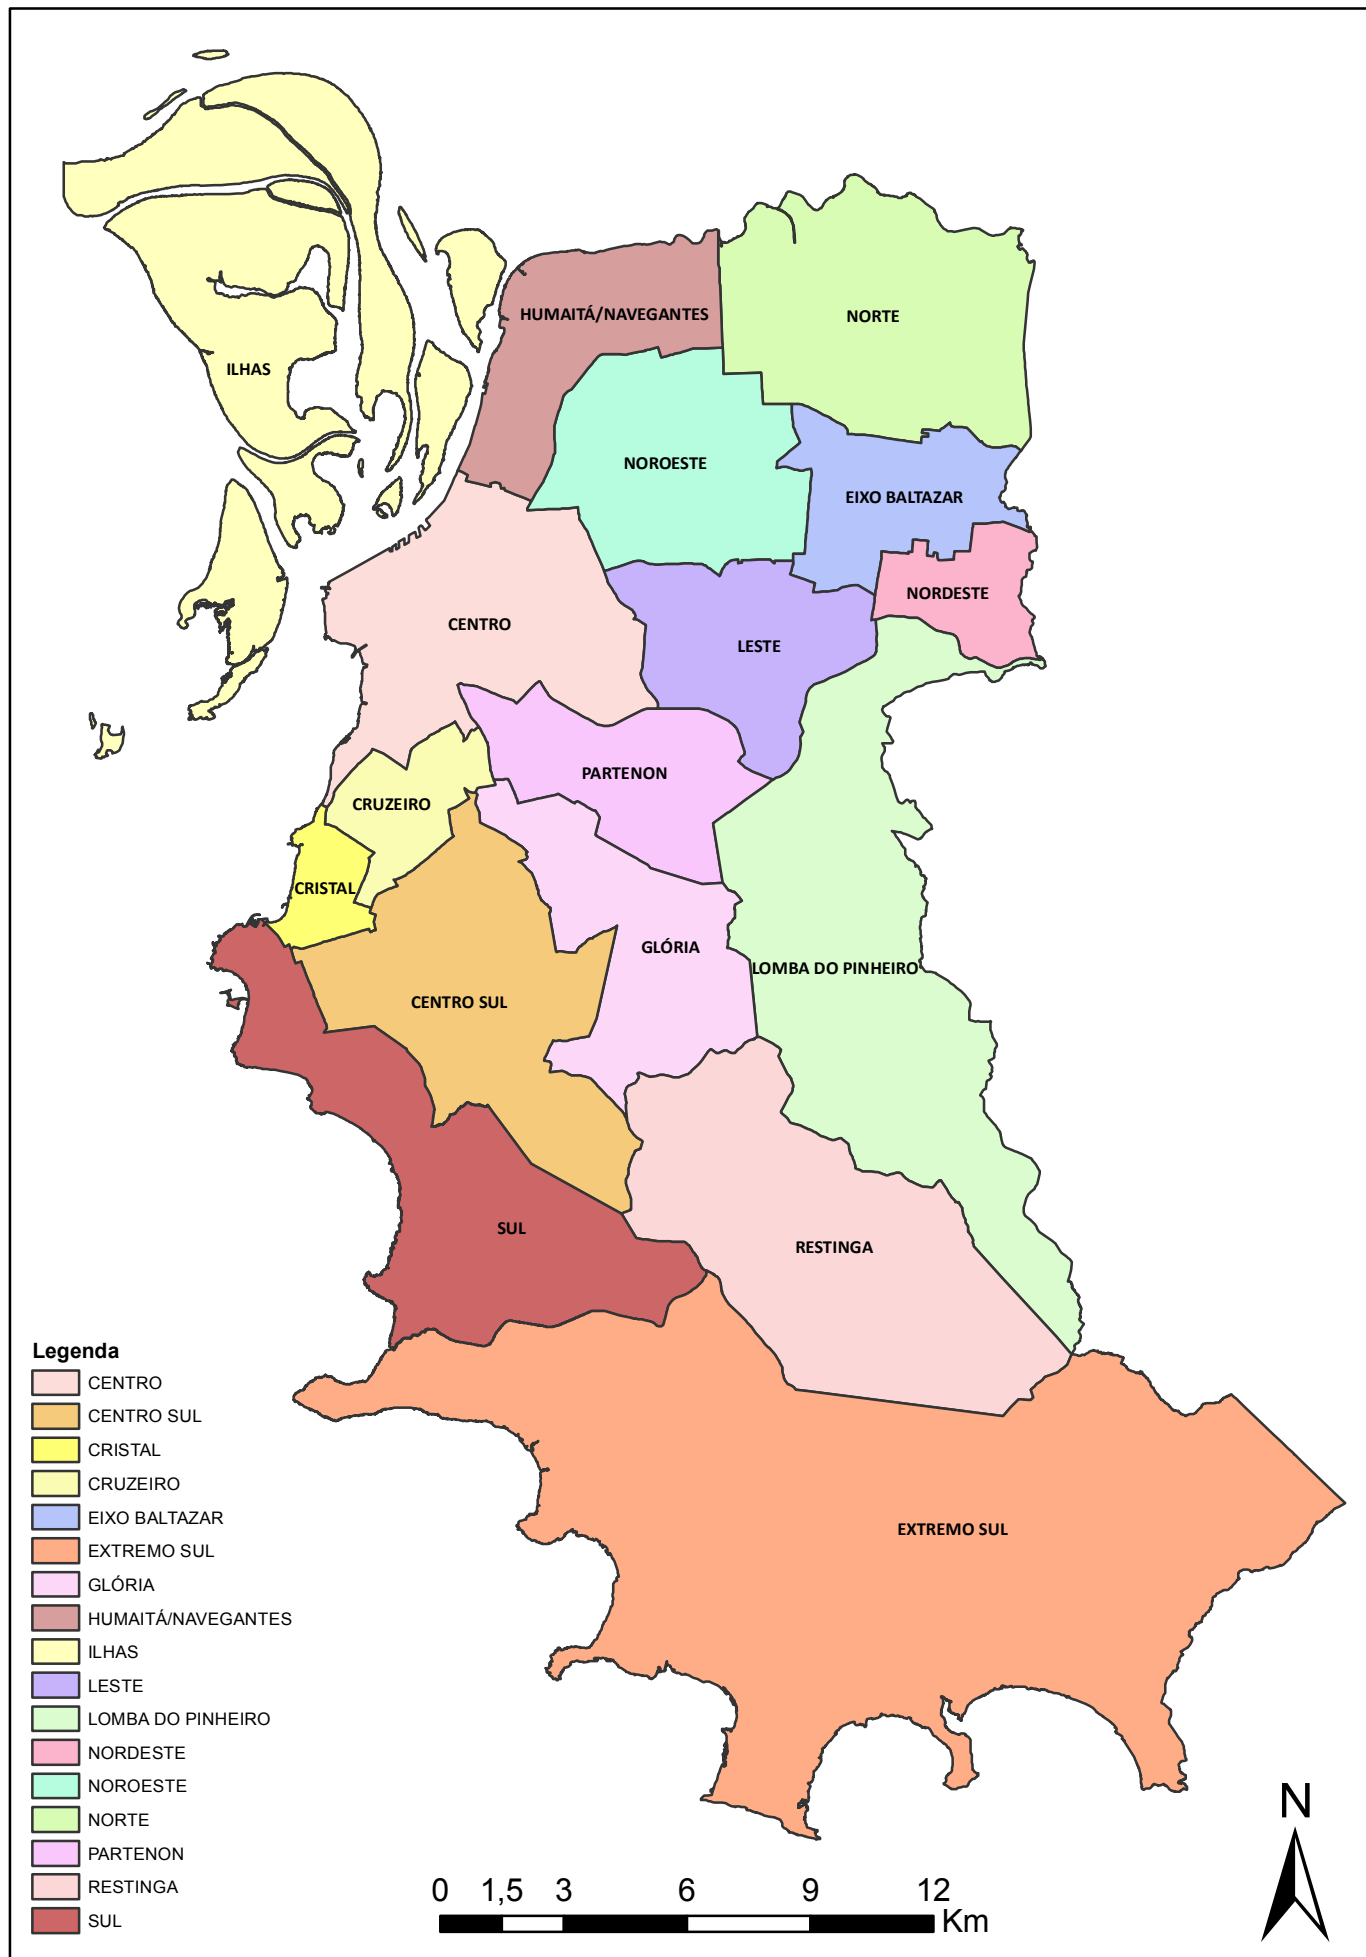 HUMAITÁ/NAVEGANTES
NORTE
ILHAS
NOROESTE
EIXO BALTAZAR
NORDESTE
CENTRO
LESTE
PARTENON
CRUZEIRO
CRISTAL
GLÓRIA
LOMBA DO PINHEIRO
CENTRO SUL
SUL
RESTINGA
EXTREMO SUL
Legenda
CENTRO
CENTRO SUL
CRISTAL
CRUZEIRO
EIXO BALTAZAR
EXTREMO SUL
GLÓRIA
HUMAITÁ/NAVEGANTES
ILHAS
LESTE
LOMBA DO PINHEIRO
NORDESTE
NOROESTE
NORTE
PARTENON
RESTINGA
SUL
0 1,5 3 6 9 12
Km
N